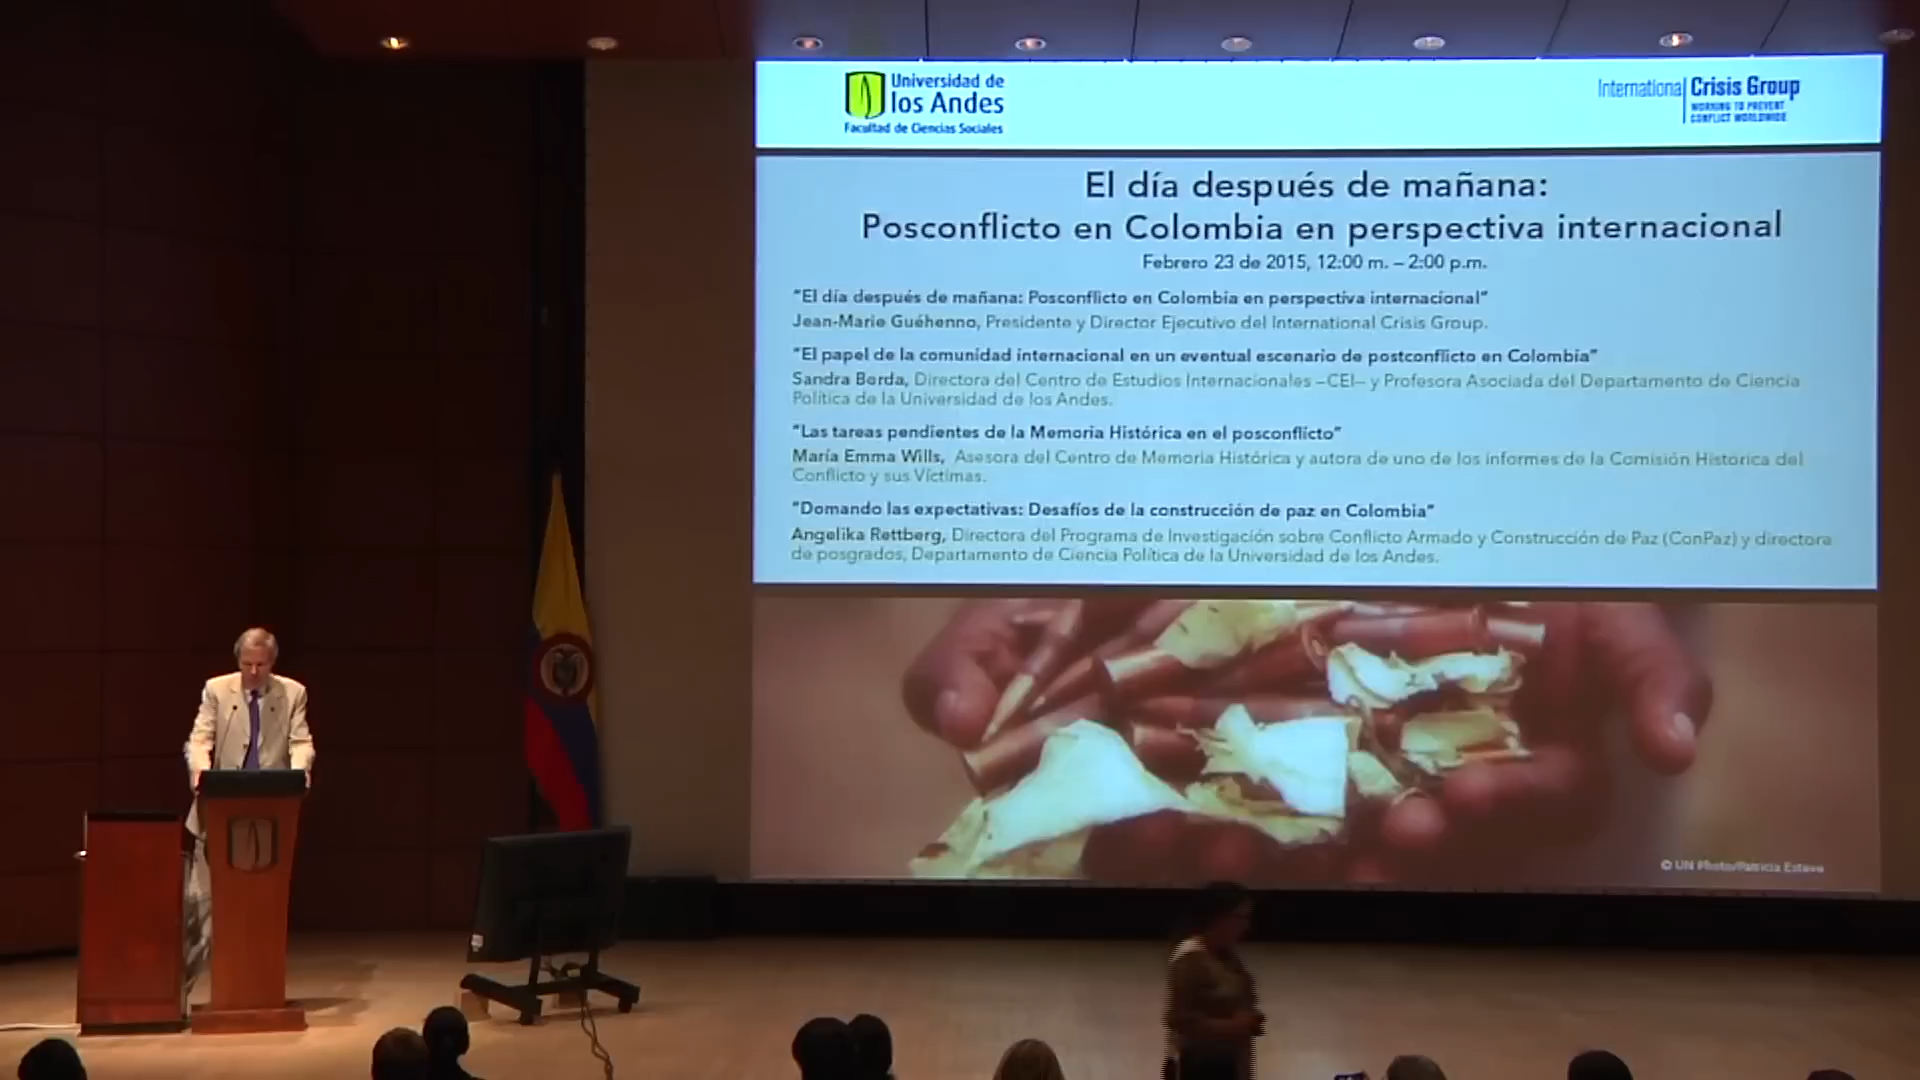 Universidad de
los Andes
Facultad de Ciencias Sociales
International Crisis Group
WORKING TO PREVENT
CONFLICT WORLDWIDE
El día después de mañana:
Posconflicto en Colombia en perspectiva internacional
Febrero 23 de 2015, 12:00 m. – 2:00 p.m.
"El día después de mañana: Posconflicto en Colombia en perspectiva internacional"
Jean-Marie Guéhenno, Presidente y Director Ejecutivo del International Crisis Group.
"El papel de la comunidad internacional en un eventual escenario de postconflicto en Colombia"
Sandra Borda, Directora del Centro de Estudios Internacionales –CEI– y Profesora Asociada del Departamento de Ciencia
Política de la Universidad de los Andes.
"Las tareas pendientes de la Memoria Histórica en el posconflicto"
María Emma Wills, Asesora del Centro de Memoria Histórica y autora de uno de los informes de la Comisión Histórica del
Conflicto y sus Víctimas.
"Domando las expectativas: Desafíos de la construcción de paz en Colombia"
Angelika Rettberg, Directora del Programa de Investigación sobre Conflicto Armado y Construcción de Paz (ConPaz) y directora
de posgrados, Departamento de Ciencia Política de la Universidad de los Andes.
© UN Photo/Patricia Esteve